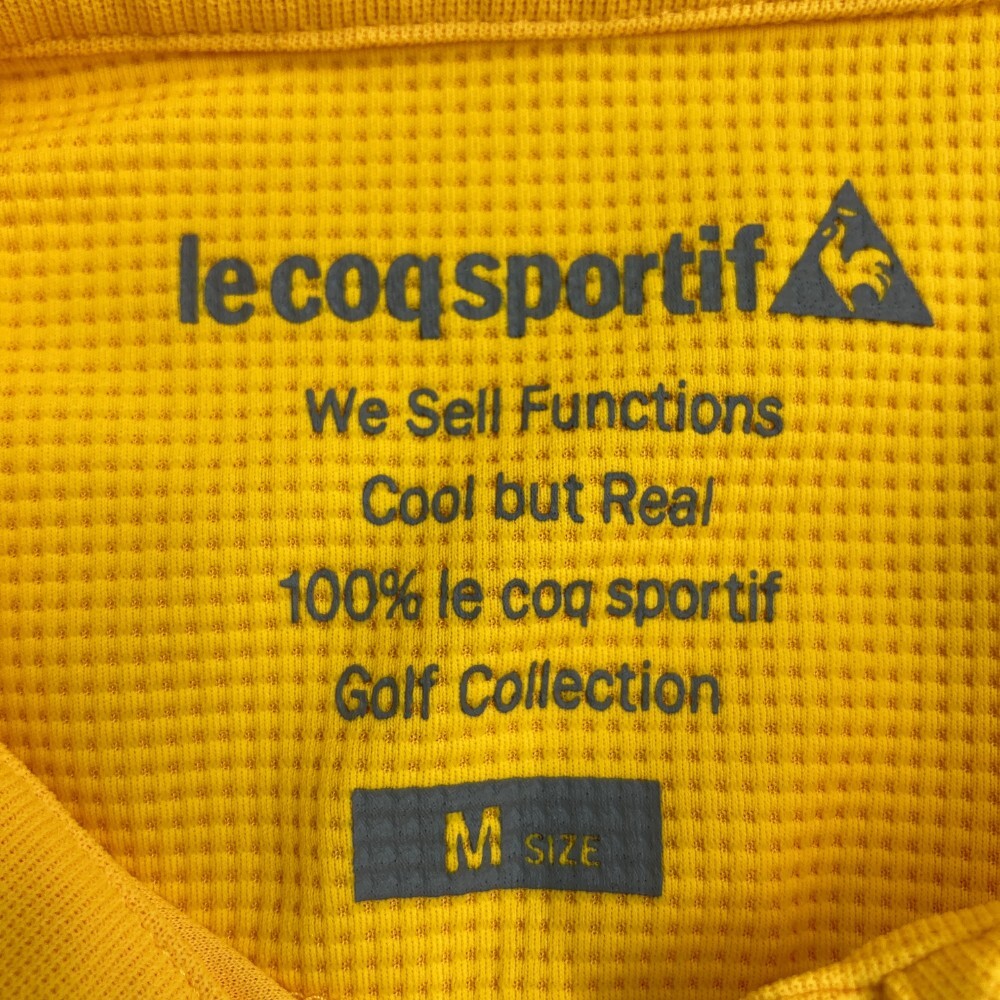 le coq sportif
We Sell Functions
Cool but Real
100% le coq sportif
Golf Collection
M SIZE